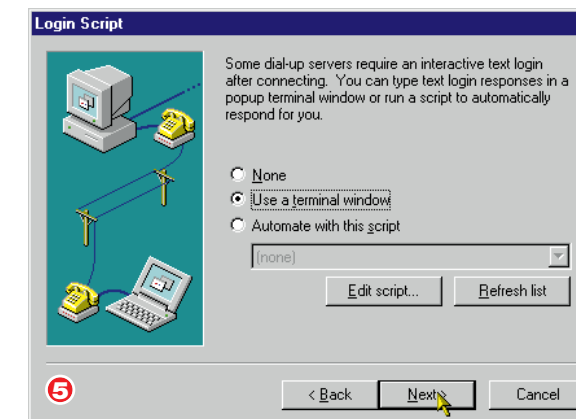 Login Script
Some dial-up servers require an interactive text login
after connecting. You can type text login responses in a
popup terminal window or run a script to automatically
respond for you.
None
Use a terminal window
Automate with this script
(none)
Edit script...
Refresh list
5
< Back
Next >
Cancel